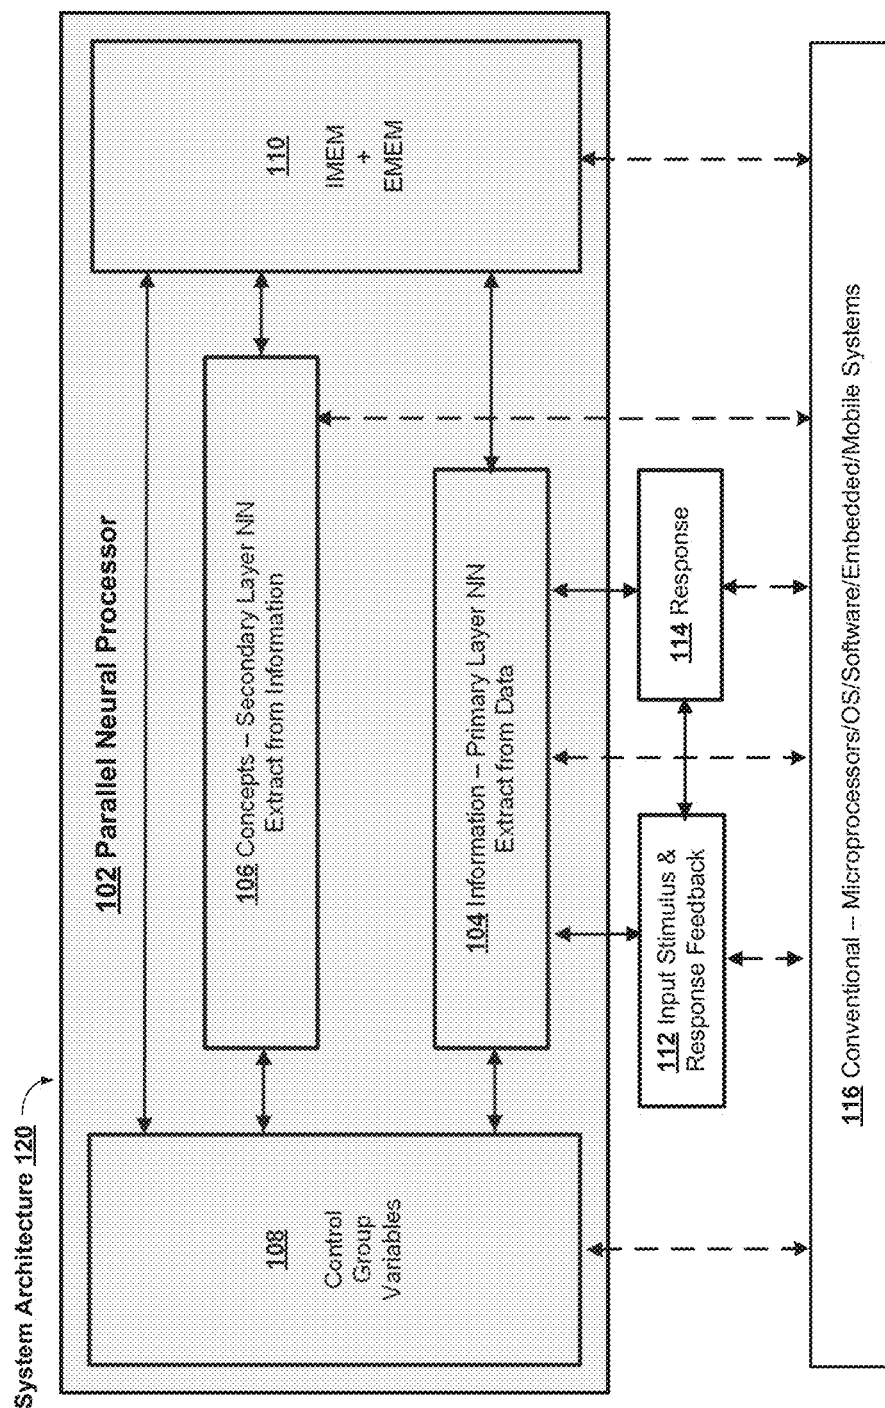 System Architecture 120
102 Parallel Neural Processor
108
Control
Group
Variables
106 Concepts – Secondary Layer NN
Extract from Information
104 Information – Primary Layer NN
Extract from Data
110
IMEM
+
EMEM
112 Input Stimulus &
Response Feedback
114 Response
116 Conventional – Microprocessors/OS/Software/Embedded/Mobile Systems